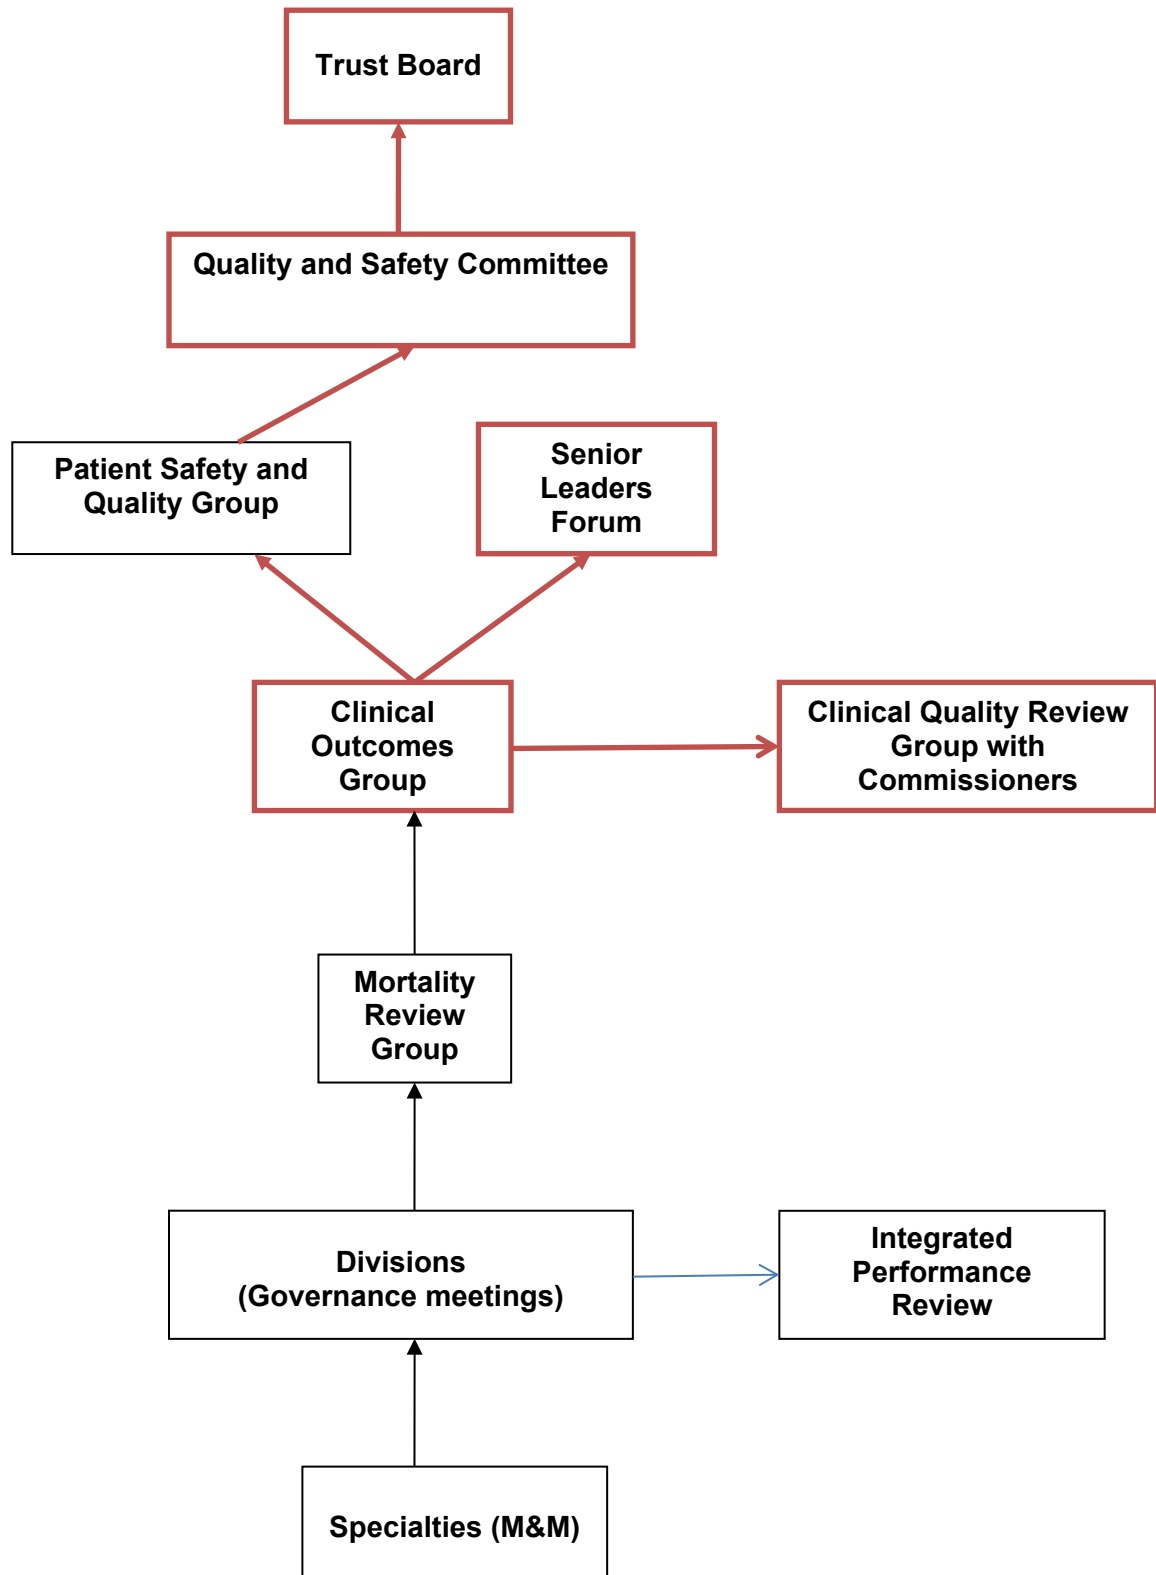 Trust Board
Quality and Safety Committee
Patient Safety and
Quality Group
Senior
Leaders
Forum
Clinical
Outcomes
Group
Clinical Quality Review
Group with
Commissioners
Mortality
Review
Group
Divisions
(Governance meetings)
Integrated
Performance
Review
Specialties (M&M)